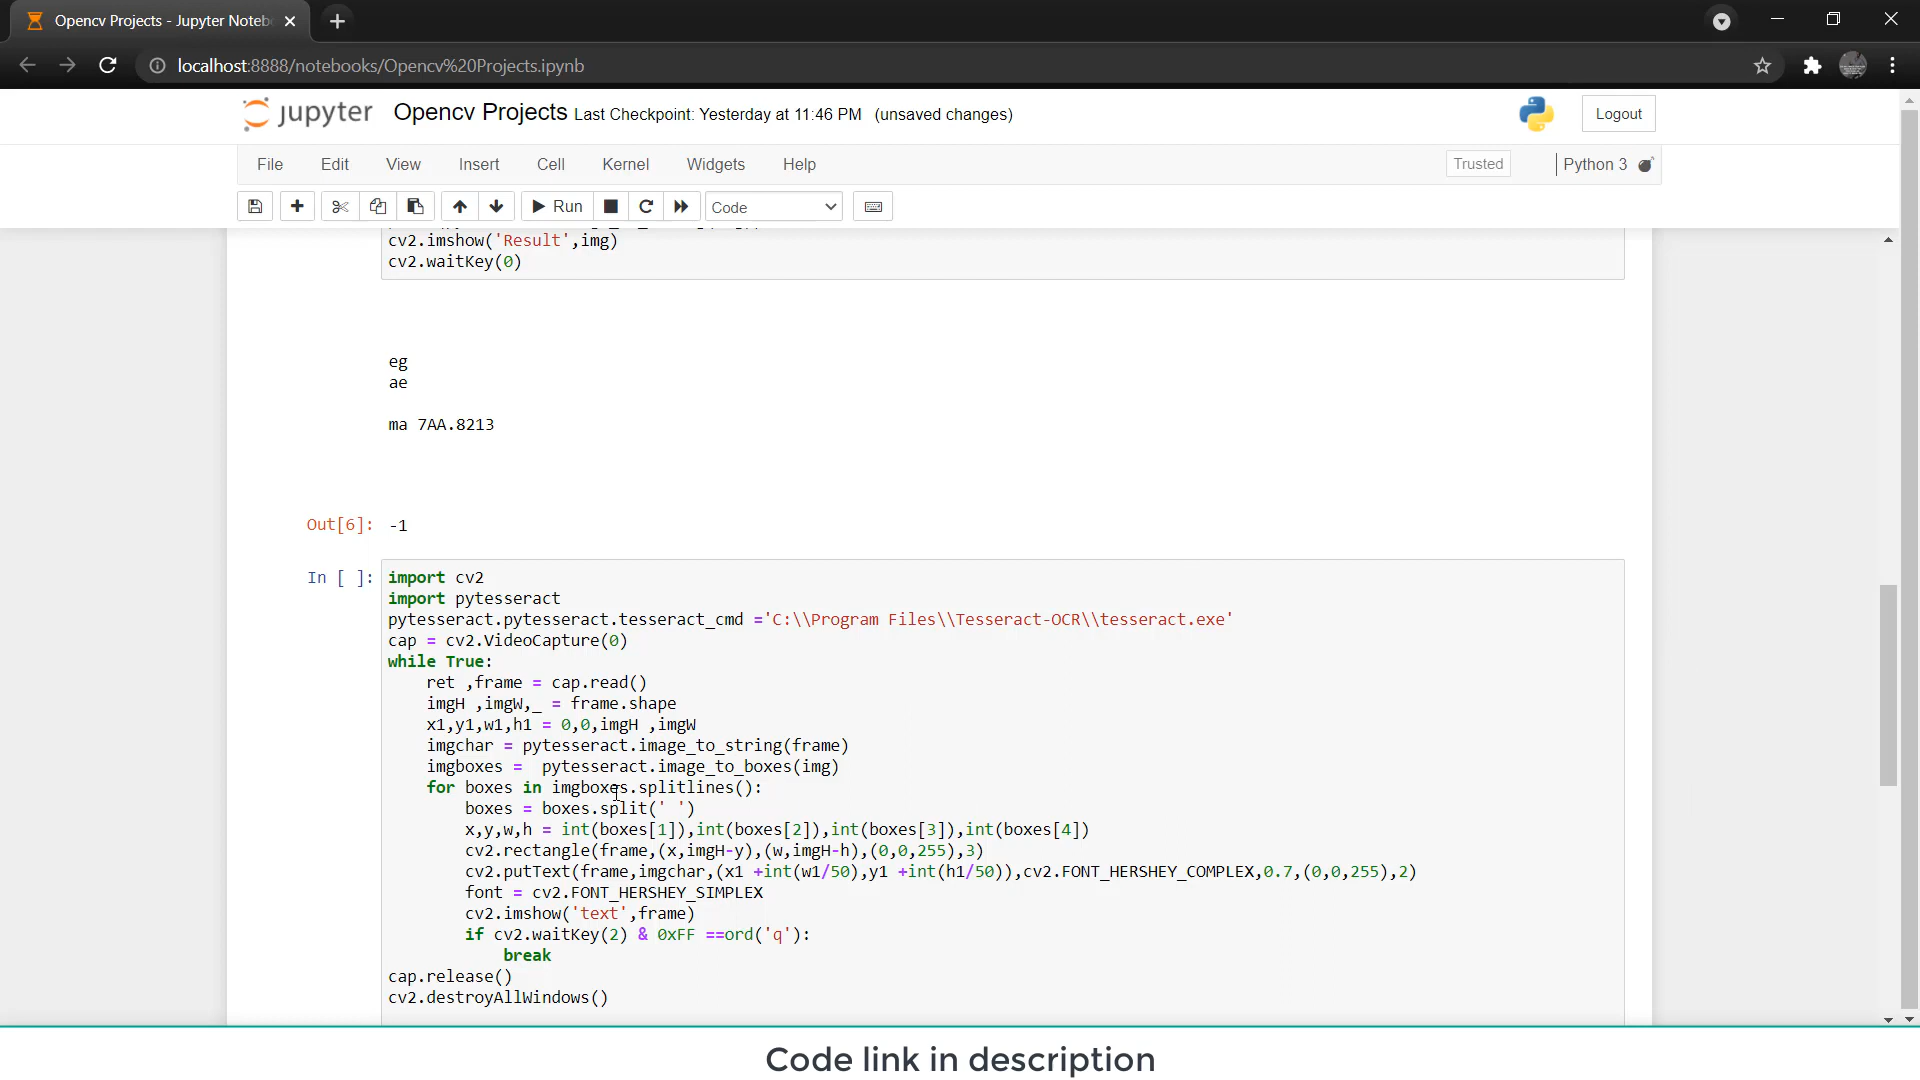 Opencv Projects - Jupyter Noteb
localhost:8888/notebooks/Opencv%20Projects.ipynb
jupyter Opencv Projects Last Checkpoint: Yesterday at 11:46 PM (unsaved changes) Logout
File Edit View Insert Cell Kernel Widgets Help Trusted Python 3
Run Code
cv2.imshow('Result',img)
cv2.waitKey(0)
eg
ae
ma 7AA.8213
Out[6]: -1
In [ ]: import cv2
import pytesseract
pytesseract.pytesseract.tesseract_cmd ='C:\\Program Files\\Tesseract-OCR\\tesseract.exe'
cap = cv2.VideoCapture(0)
while True:
    ret ,frame = cap.read()
    imgH ,imgW,_ = frame.shape
    x1,y1,w1,h1 = 0,0,imgH ,imgW
    imgchar = pytesseract.image_to_string(frame)
    imgboxes =  pytesseract.image_to_boxes(img)
    for boxes in imgboxes.splitlines():
        boxes = boxes.split(' ')
        x,y,w,h = int(boxes[1]),int(boxes[2]),int(boxes[3]),int(boxes[4])
        cv2.rectangle(frame,(x,imgH-y),(w,imgH-h),(0,0,255),3)
        cv2.putText(frame,imgchar,(x1 +int(w1/50),y1 +int(h1/50)),cv2.FONT_HERSHEY_COMPLEX,0.7,(0,0,255),2)
        font = cv2.FONT_HERSHEY_SIMPLEX
        cv2.imshow('text',frame)
        if cv2.waitKey(2) & 0xFF ==ord('q'):
            break
cap.release()
cv2.destroyAllWindows()
Code link in description